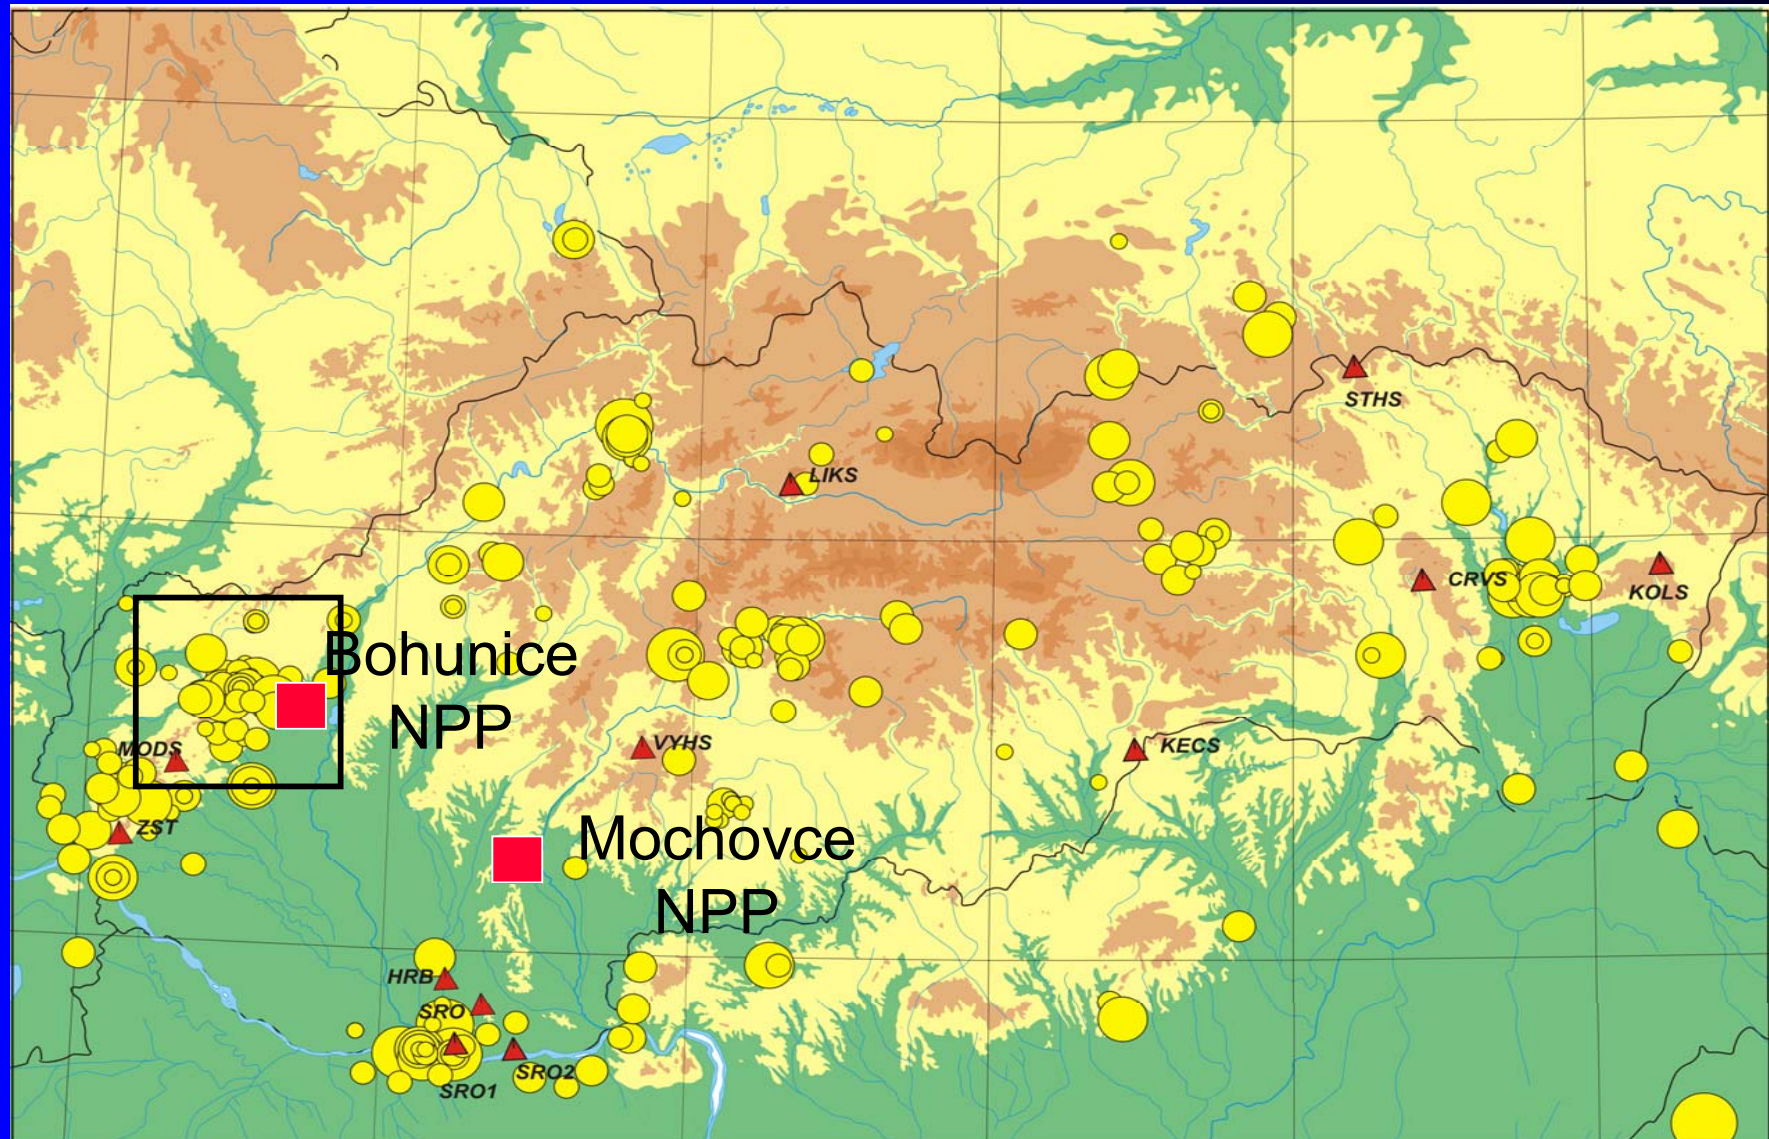 STHS
LIKS
CRVS
KOLS
Bohunice
NPP
MODS
VYHS
KECS
ZST
Mochovce
NPP
HRB
SRO
SRO2
SRO1